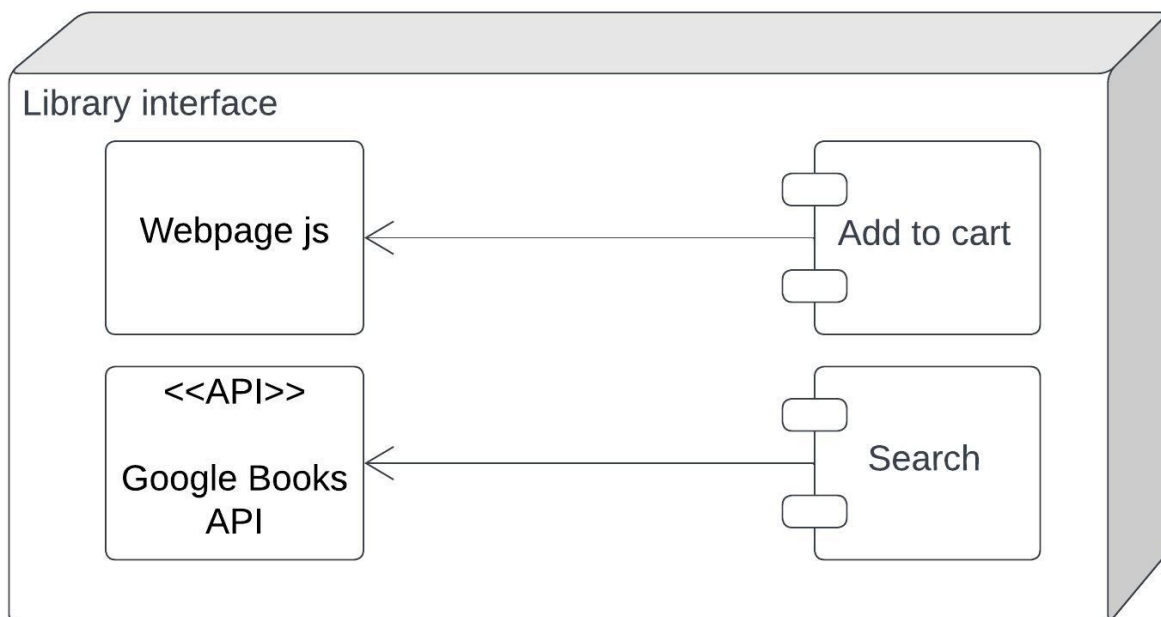 Library interface
Webpage js
Add to cart
<<API>>
Google Books
API
Search